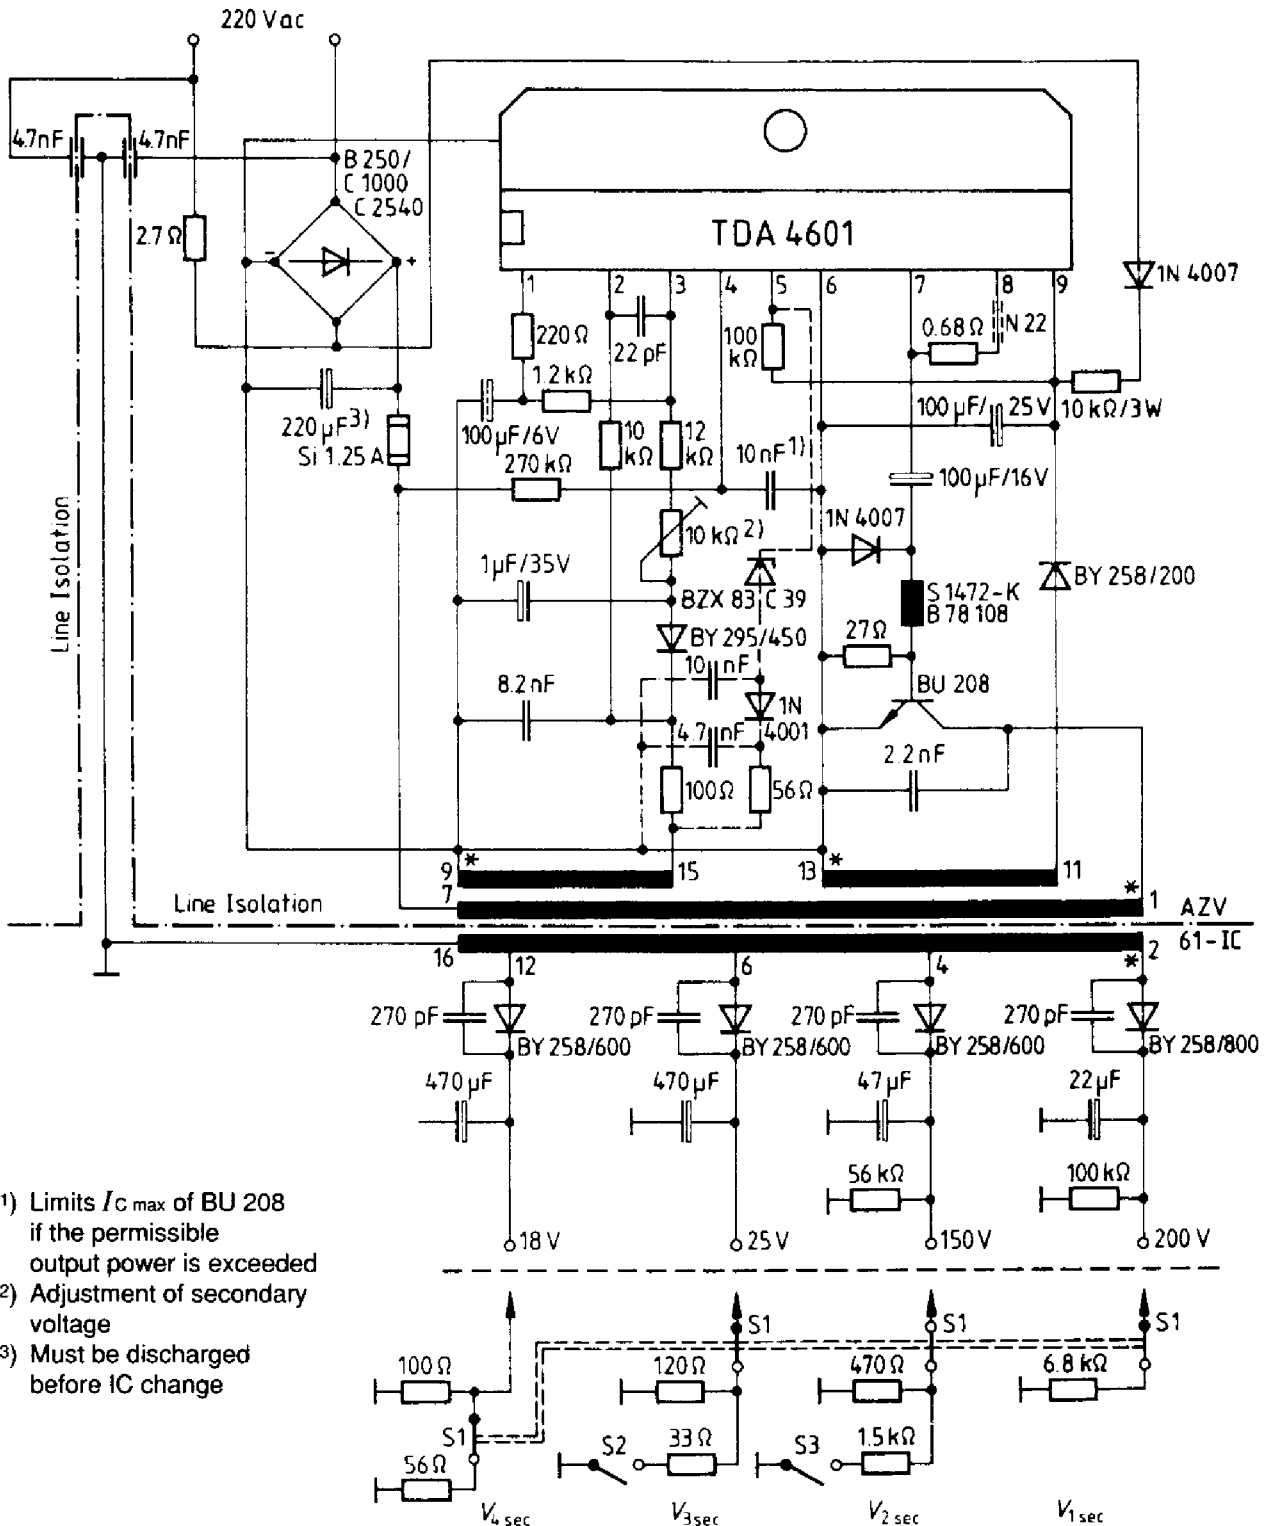 220 Vac
4.7nF
4.7nF
B 250/
C 1000
C 2540
2.7 Ω
-
+
TDA 4601
1 2 3 4 5 6 7 8 9
1N 4007
220 Ω
22 pF
100
kΩ
0.68 Ω
N 22
1.2 kΩ
10 kΩ/3W
220 µF3)
Si 1.25 A
100 µF/6V
10
kΩ
12
kΩ
10nF1)
100 µF/ 25V
270 kΩ
100 µF/16V
10 kΩ2)
1N 4007
1µF/35V
BZX 83 C 39
S 1472-K
B 78 108
BY 258/200
Line Isolation
BY 295/450
27 Ω
10 nF
BU 208
8.2 nF
1N
4001
4.7 nF
2.2 nF
100 Ω
56 Ω
9 * 15 13 * 11
7 * 1 AZV
Line Isolation
61-IC
16 12 6 4 * 2
270 pF 270 pF 270 pF 270 pF
BY 258/600 BY 258/600 BY 258/600 BY 258/800
470 µF 470 µF 47 µF 22 µF
56 kΩ 100 kΩ
18 V 25 V 150 V 200 V
1) Limits IC max of BU 208
if the permissible
output power is exceeded
2) Adjustment of secondary
voltage
3) Must be discharged
before IC change
S1 S1 S1
100 Ω 120 Ω 470 Ω 6.8 kΩ
S1
56 Ω
S2 33 Ω S3 1.5 kΩ
V4 sec V3 sec V2 sec V1 sec